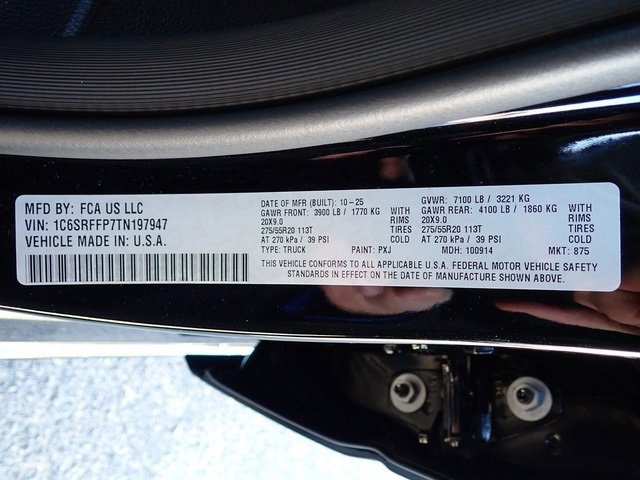 MFD BY: FCA US LLC
VIN: 1C6SRFFP7TN197947
VEHICLE MADE IN U.S.A.
DATE OF MFR (BUILT): 10-25
GAWR FRONT: 3900 LB / 1770 KG WITH
20X9.0 RIMS
275/55R20 113T TIRES
AT 270 kPa / 39 PSI COLD
TYPE: TRUCK PAINT: PXJ
GVWR: 7100 LB / 3221 KG
GAWR REAR: 4100 LB / 1860 KG WITH
20X9.0 RIMS
275/55R20 113T TIRES
AT 270 kPa / 39 PSI COLD
MDH: 100914 MKT: 875
THIS VEHICLE CONFORMS TO ALL APPLICABLE U.S.A. FEDERAL MOTOR VEHICLE SAFETY
STANDARDS IN EFFECT ON THE DATE OF MANUFACTURE SHOWN ABOVE.